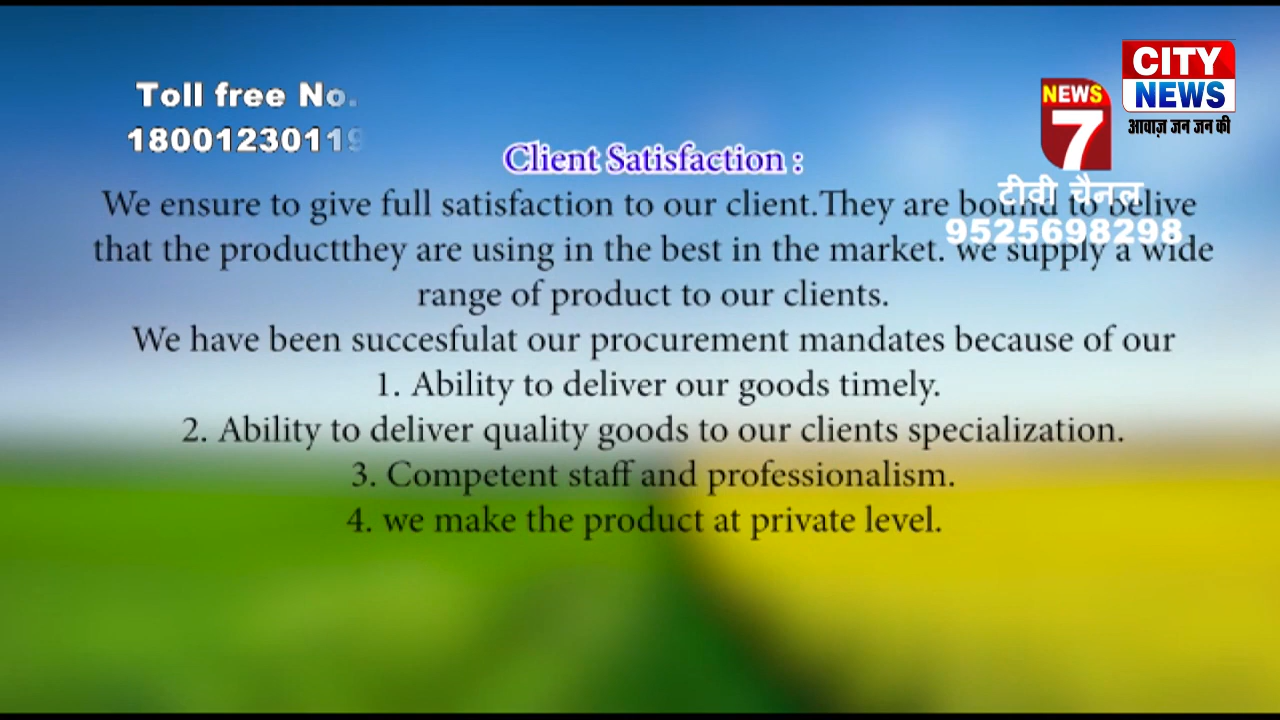 Toll free No.
18001230119
CITY
NEWS
आवाज़ जन जन की
NEWS
7
टीवी चैनल
9525698298
Client Satisfaction :
We ensure to give full satisfaction to our client.They are bound to belive
that the productthey are using in the best in the market. we supply a wide
range of product to our clients.
We have been succesfulat our procurement mandates because of our
1. Ability to deliver our goods timely.
2. Ability to deliver quality goods to our clients specialization.
3. Competent staff and professionalism.
4. we make the product at private level.